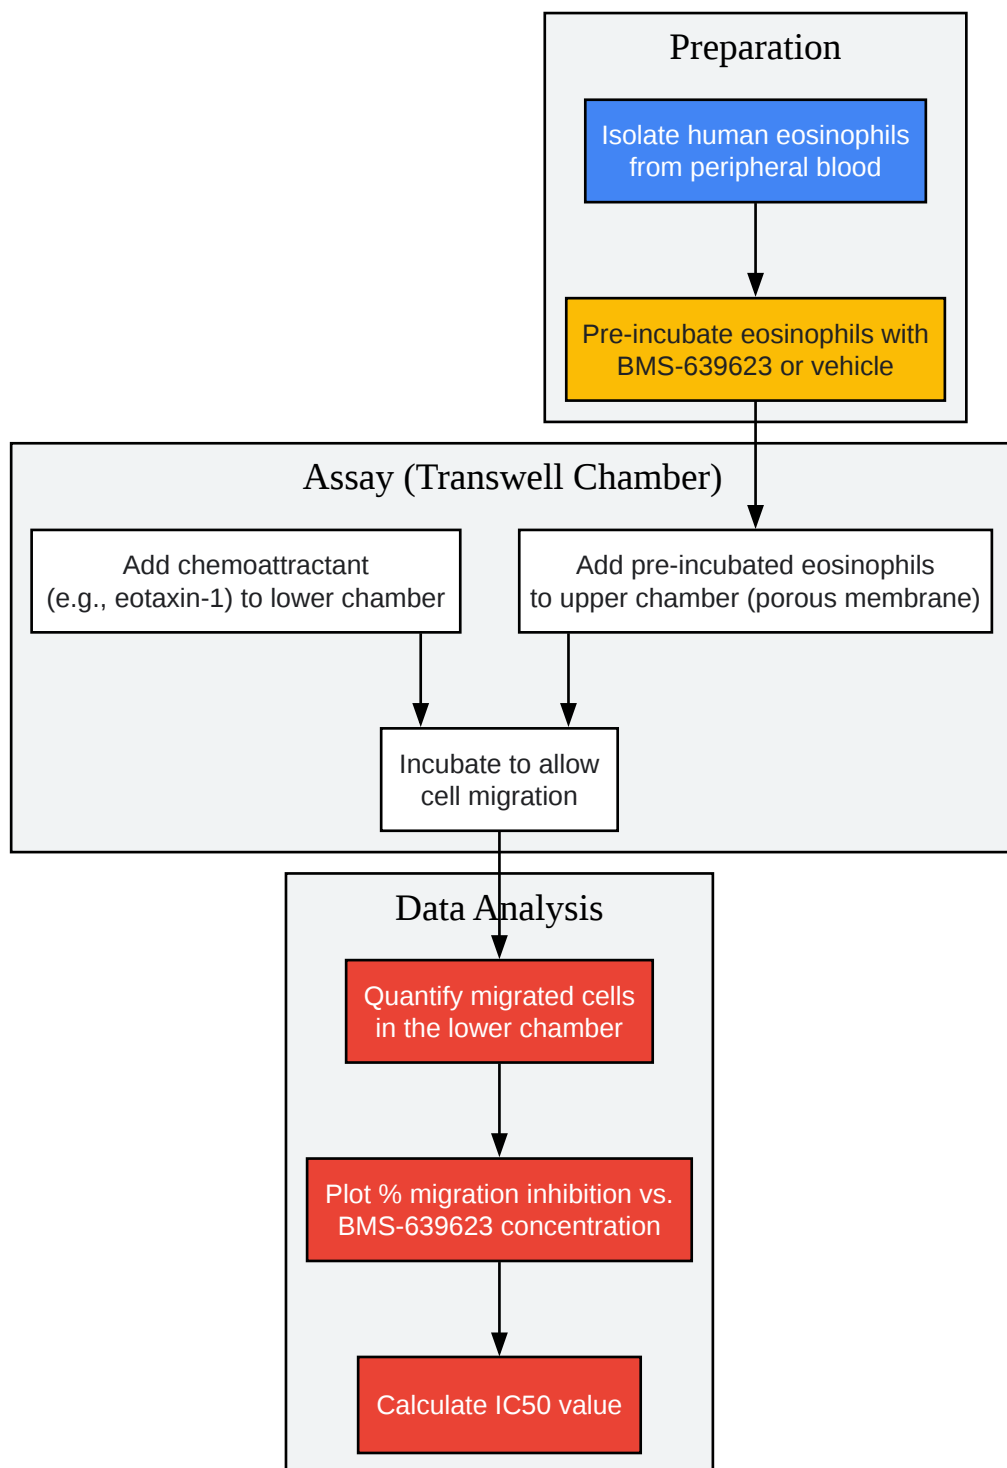 Preparation
Isolate human eosinophils
from peripheral blood
Pre-incubate eosinophils with
BMS-639623 or vehicle
Assay (Transwell Chamber)
Add chemoattractant
(e.g., eotaxin-1) to lower chamber
Add pre-incubated eosinophils
to upper chamber (porous membrane)
Incubate to allow
cell migration
Data Analysis
Quantify migrated cells
in the lower chamber
Plot % migration inhibition vs.
BMS-639623 concentration
Calculate IC50 value